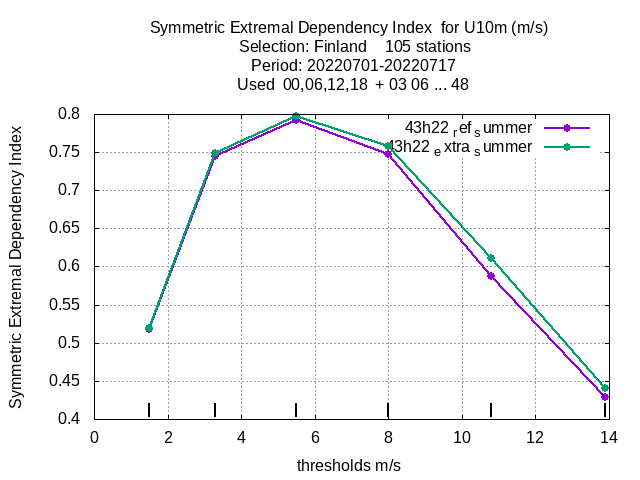 Symmetric Extremal Dependency Index  for U10m (m/s)
Selection: Finland    105 stations
Period: 20220701-20220717
Used  00,06,12,18  + 03 06 ... 48
43h22 ref summer
43h22 extra summer
Symmetric Extremal Dependency Index
0.8
0.75
0.7
0.65
0.6
0.55
0.5
0.45
0.4
0 2 4 6 8 10 12 14
thresholds m/s